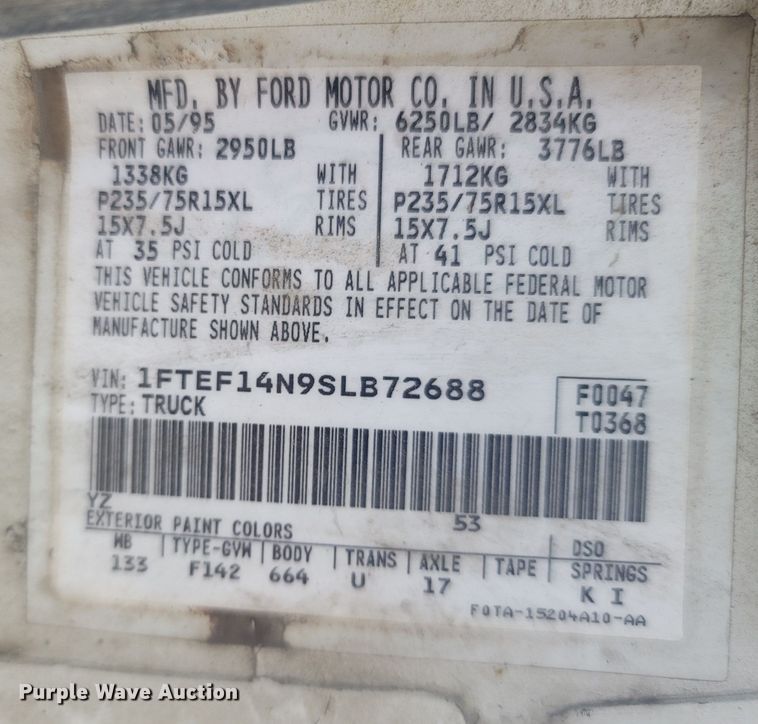 MFD. BY FORD MOTOR CO. IN U.S.A.
DATE: 05/95 GVWR: 6250LB/ 2834KG
FRONT GAWR: 2950LB REAR GAWR: 3776LB
1338KG WITH 1712KG WITH
P235/75R15XL TIRES P235/75R15XL TIRES
15X7.5J RIMS 15X7.5J RIMS
AT 35 PSI COLD AT 41 PSI COLD
THIS VEHICLE CONFORMS TO ALL APPLICABLE FEDERAL MOTOR
VEHICLE SAFETY STANDARDS IN EFFECT ON THE DATE OF
MANUFACTURE SHOWN ABOVE.
VIN: 1FTEF14N9SLB72688 F0047
TYPE: TRUCK T0368
YZ 53
EXTERIOR PAINT COLORS DSO
WB TYPE-GVW BODY TRANS AXLE TAPE SPRINGS
133 F142 664 U 17 K I
F0TA-15204A10-AA
Purple Wave Auction